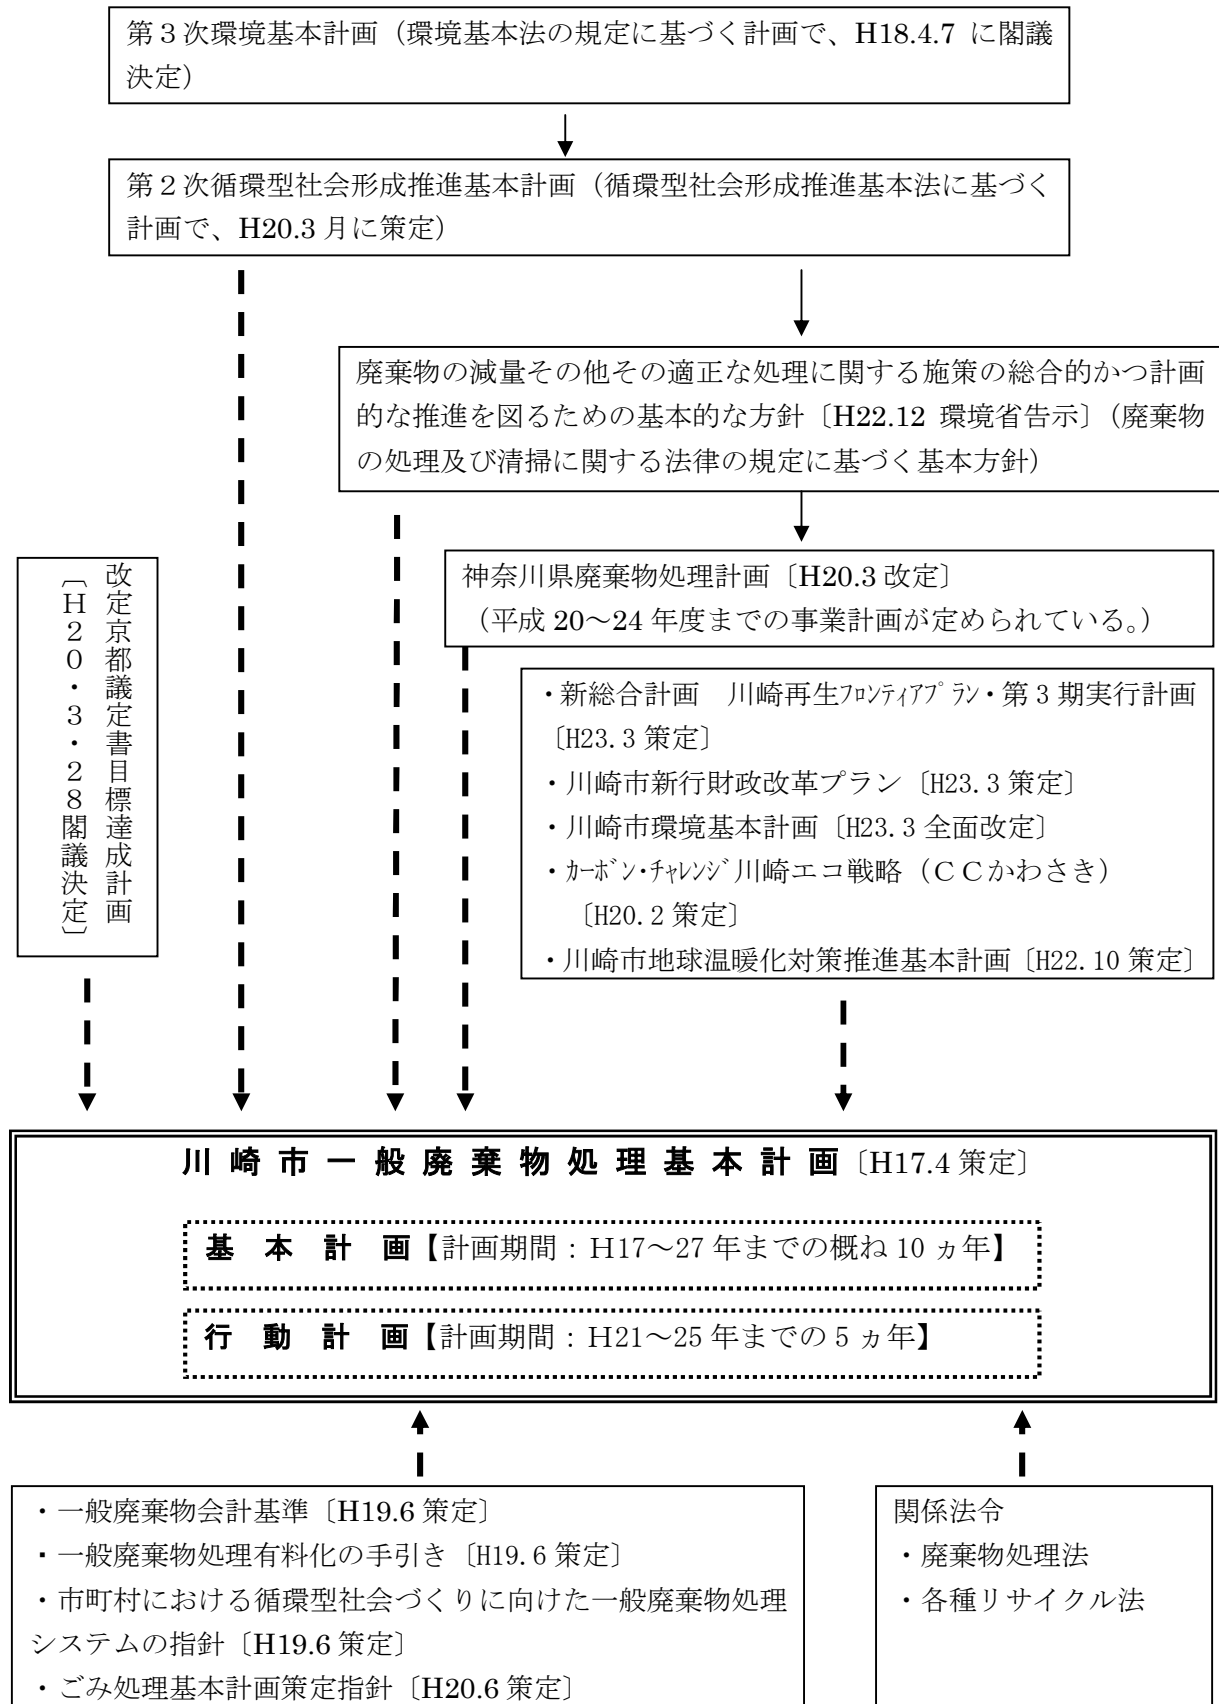 第３次環境基本計画（環境基本法の規定に基づく計画で、H18.4.7 に閣議
決定）
第２次循環型社会形成推進基本計画（循環型社会形成推進基本法に基づく
計画で、H20.3 月に策定）
廃棄物の減量その他その適正な処理に関する施策の総合的かつ計画
的な推進を図るための基本的な方針〔H22.12 環境省告示〕（廃棄物
の処理及び清掃に関する法律の規定に基づく基本方針）
改定京都議定書目標達成計画
〔Ｈ２０・３・２８閣議決定〕
神奈川県廃棄物処理計画〔H20.3 改定〕
（平成 20～24 年度までの事業計画が定められている。）
・新総合計画　川崎再生ﾌﾛﾝﾃｨｱﾌﾟﾗﾝ・第 3 期実行計画
〔H23.3 策定〕
・川崎市新行財政改革プラン〔H23.3 策定〕
・川崎市環境基本計画〔H23.3 全面改定〕
・ｶｰﾎﾞﾝ・ﾁｬﾚﾝｼﾞ川崎エコ戦略（ＣＣかわさき）
〔H20.2 策定〕
・川崎市地球温暖化対策推進基本計画〔H22.10 策定〕
川崎市一般廃棄物処理基本計画〔H17.4 策定〕
基本計画【計画期間：Ｈ17～27 年までの概ね 10 ヵ年】
行動計画【計画期間：Ｈ21～25 年までの 5 ヵ年】
・一般廃棄物会計基準〔H19.6 策定〕
・一般廃棄物処理有料化の手引き〔H19.6 策定〕
・市町村における循環型社会づくりに向けた一般廃棄物処理
システムの指針〔H19.6 策定〕
・ごみ処理基本計画策定指針〔H20.6 策定〕
関係法令
・廃棄物処理法
・各種リサイクル法